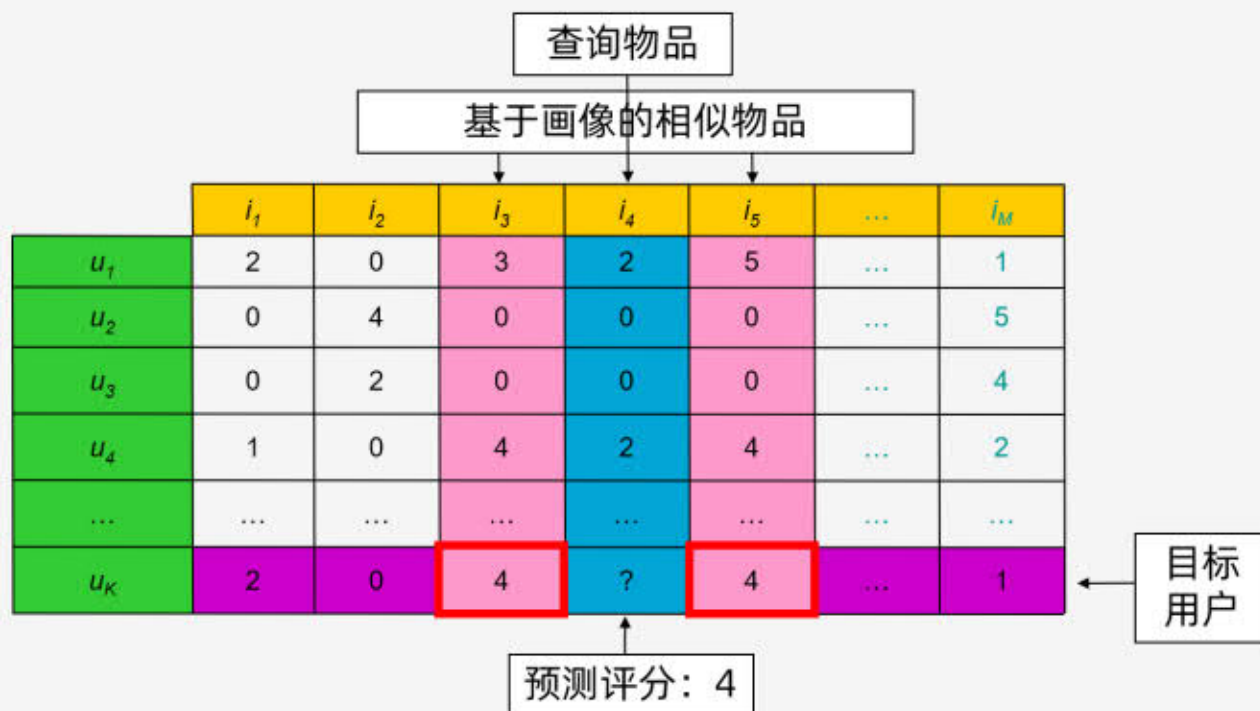 查询物品
基于画像的相似物品
i1 i2 i3 i4 i5 ... iM
u1 2 0 3 2 5 ... 1
u2 0 4 0 0 0 ... 5
u3 0 2 0 0 0 ... 4
u4 1 0 4 2 4 ... 2
... ... ... ... ... ... ... ...
uK 2 0 4 ? 4 ... 1
目标
用户
预测评分：4